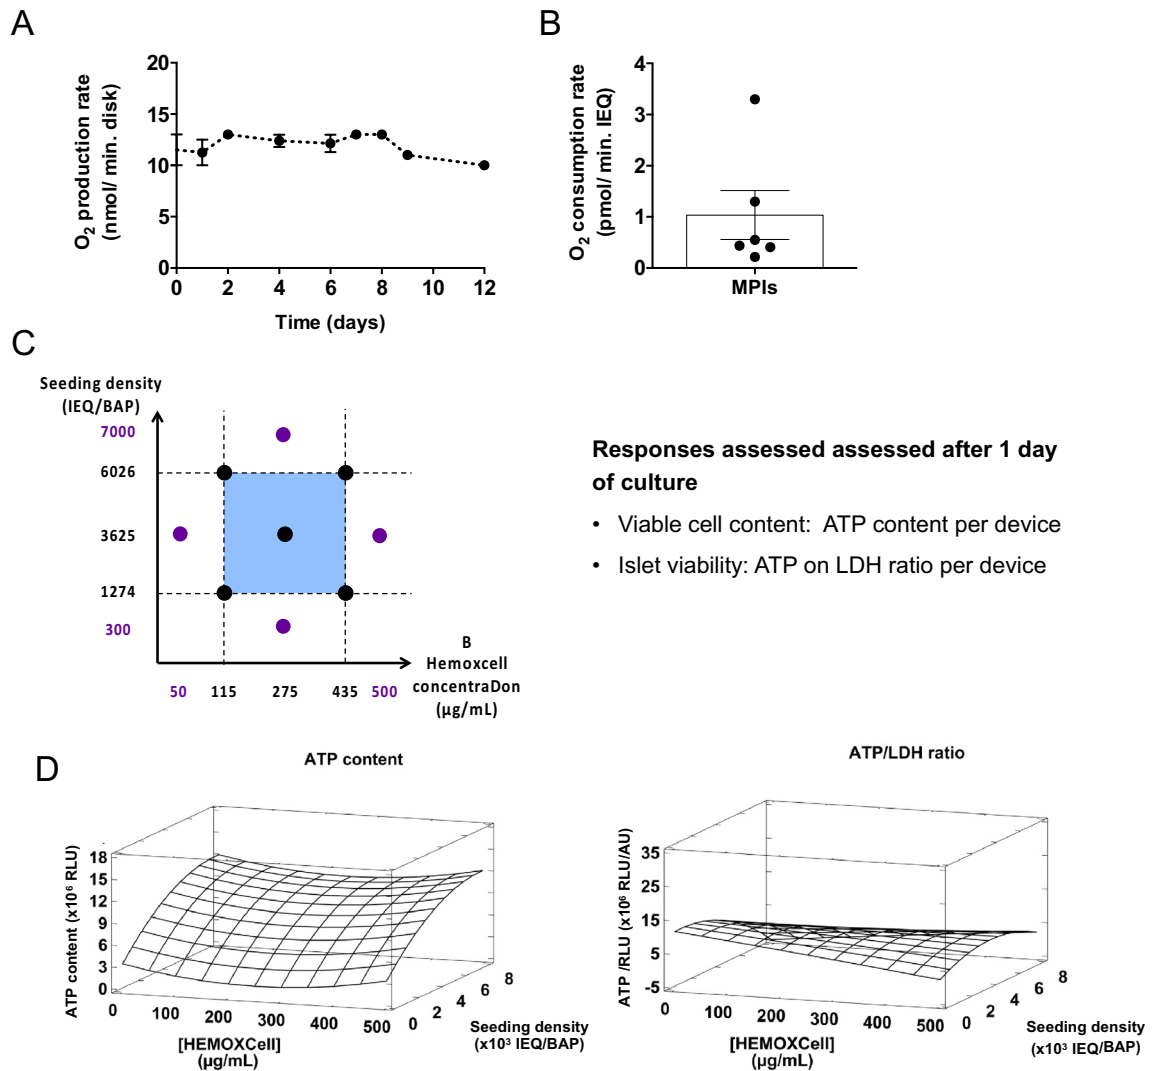 A
B
O2 production rate
(nmol/ min. disk)
20
15
10
5
0
0 2 4 6 8 10 12
Time (days)
O2 consumption rate
(pmol/ min. IEQ)
4
3
2
1
0
MPIs
C
Seeding density
(IEQ/BAP)
7000
6026
3625
1274
300
50 115 275 435 500
B
Hemoxcell
concentraDon
(µg/mL)
Responses assessed assessed after 1 day
of culture
• Viable cell content: ATP content per device
• Islet viability: ATP on LDH ratio per device
D
ATP content
ATP content (x10⁶ RLU)
18
15
12
9
6
3
0
0 100 200 300 400 500
[HEMOXCell]
(µg/mL)
0 2 4 6 8
Seeding density
(x10³ IEQ/BAP)
ATP/LDH ratio
ATP /RLU (x10⁶ RLU/AU)
35
25
15
5
-5
0 100 200 300 400 500
[HEMOXCell]
(µg/mL)
0 2 4 6 8
Seeding density
(x10³ IEQ/BAP)